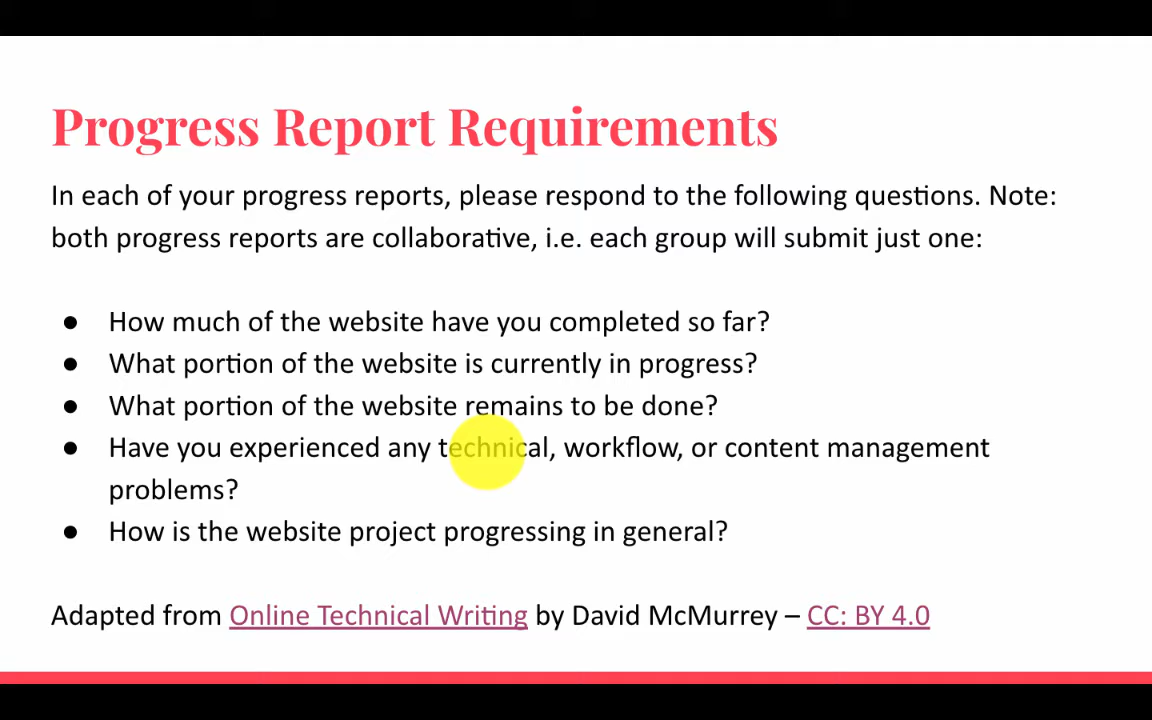 Progress Report Requirements
In each of your progress reports, please respond to the following questions. Note:
both progress reports are collaborative, i.e. each group will submit just one:
● How much of the website have you completed so far?
● What portion of the website is currently in progress?
● What portion of the website remains to be done?
● Have you experienced any technical, workflow, or content management
problems?
● How is the website project progressing in general?
Adapted from Online Technical Writing by David McMurrey – CC: BY 4.0